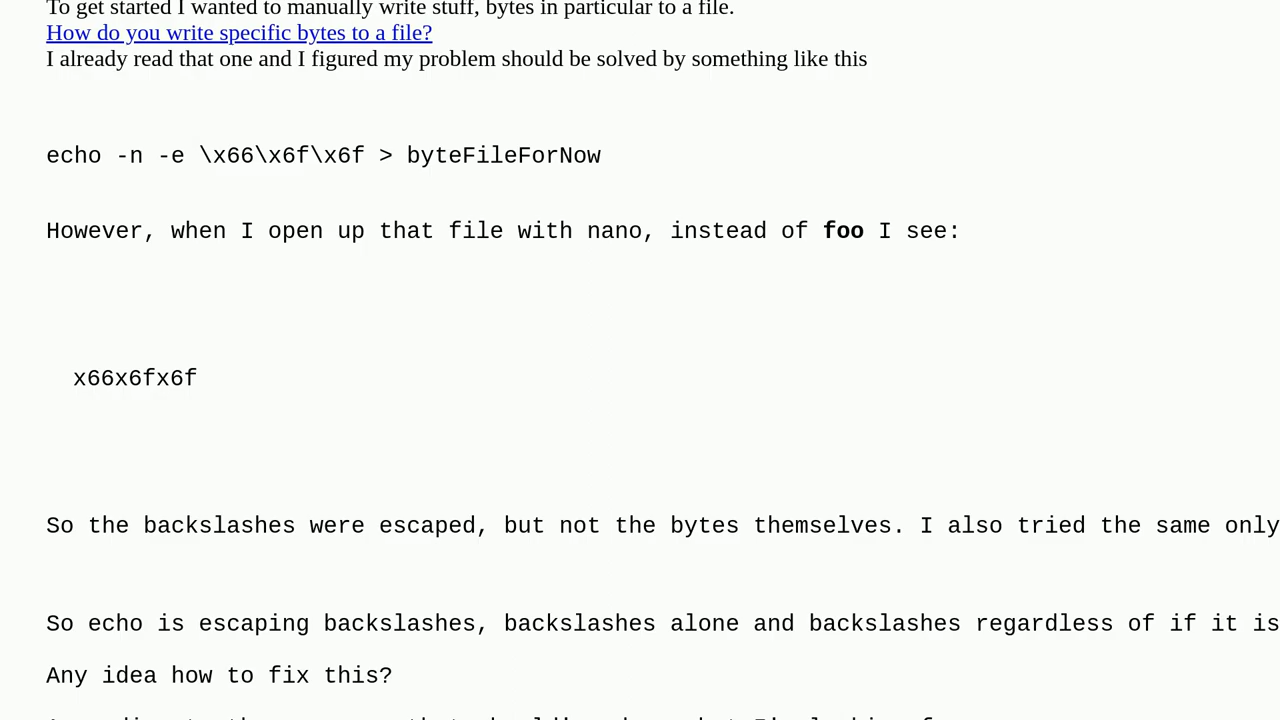 To get started I wanted to manually write stuff, bytes in particular to a file.
How do you write specific bytes to a file?
I already read that one and I figured my problem should be solved by something like this
echo -n -e \x66\x6f\x6f > byteFileForNow
However, when I open up that file with nano, instead of foo I see:
x66x6fx6f
So the backslashes were escaped, but not the bytes themselves. I also tried the same only
So echo is escaping backslashes, backslashes alone and backslashes regardless of if it is
Any idea how to fix this?